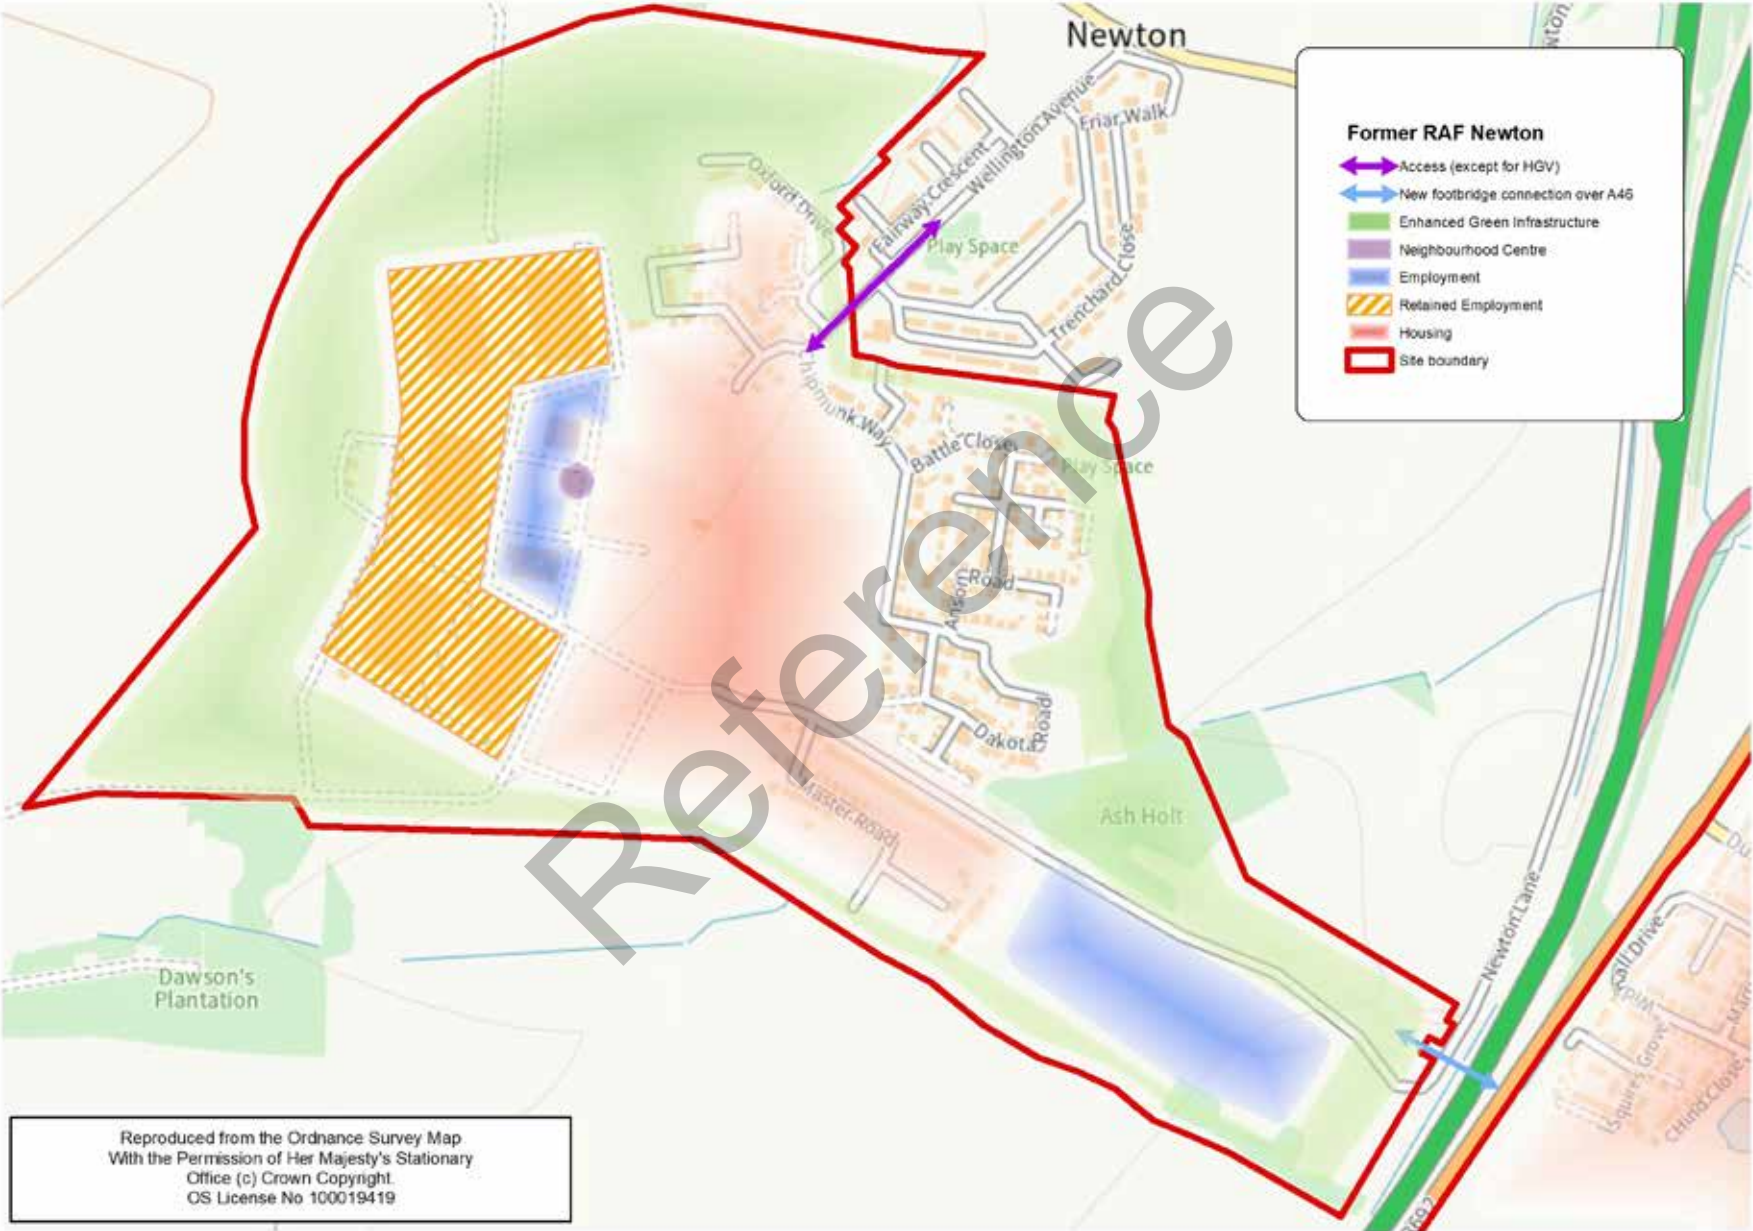 Newton
Former RAF Newton
Access (except for HGV)
New footbridge connection over A46
Enhanced Green Infrastructure
Neighbourhood Centre
Employment
Retained Employment
Housing
Site boundary
Friar Walk
Wellington Avenue
Fairway Crescent
Oxford Drive
Play Space
Trenchard Close
Chipmunk Way
Battle Close
Play Space
Anson
Road
Dakota Road
Master Road
Ash Holt
Newton Lane
Dawson's
Plantation
Reference
Reproduced from the Ordnance Survey Map
With the Permission of Her Majesty's Stationary
Office (c) Crown Copyright.
OS License No 100019419